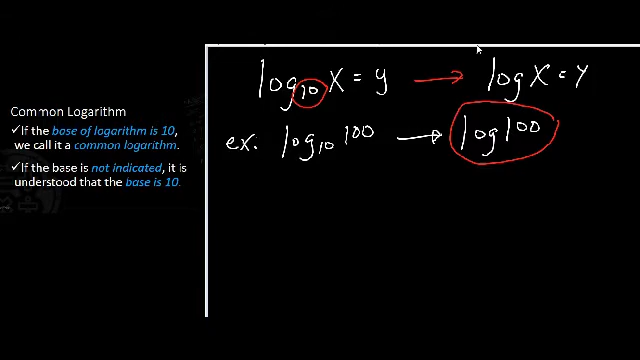 Common Logarithm
✓If the base of logarithm is 10,
we call it a common logarithm.
✓If the base is not indicated, it is
understood that the base is 10.
log₁₀ X = y → log X = y
ex: log₁₀ 100 → log 100